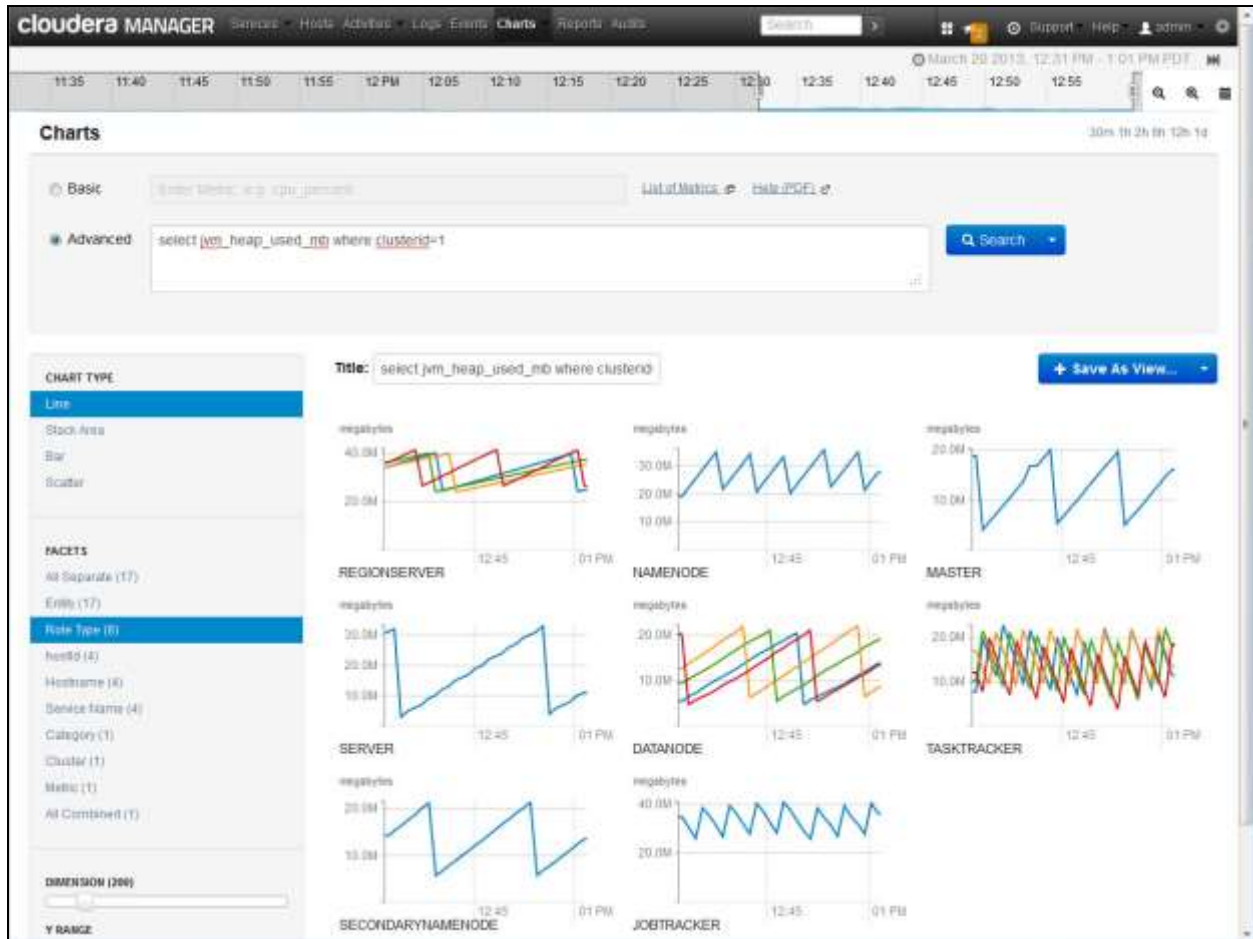 cloudera MANAGER Services Hosts Activities Logs Events Charts Reports Audits Search Support Help admin
March 20 2013, 12:31 PM - 1:01 PM PDT
11:35 11:40 11:45 11:50 11:55 12 PM 12:05 12:10 12:15 12:20 12:25 12:30 12:35 12:40 12:45 12:50 12:55
Charts
30m 1h 2h 6h 12h 1d
Basic Enter Metric, e.g. cpu_percent List of Metrics Help (PDF)
Advanced select jvm_heap_used_mb where clusterid=1 Search
Title: select jvm_heap_used_mb where clusterid
+ Save As View...
CHART TYPE
Line
Stack Area
Bar
Scatter
FACETS
All Separate (17)
Entity (17)
Role Type (8)
hostId (4)
Hostname (4)
Service Name (4)
Category (1)
Cluster (1)
Metric (1)
All Combined (1)
DIMENSION (200)
Y RANGE
megabytes
40.0M
20.0M
12:45 01 PM
REGIONSERVER
megabytes
30.0M
20.0M
10.0M
12:45 01 PM
NAMENODE
megabytes
20.0M
10.0M
12:45 01 PM
MASTER
megabytes
30.0M
20.0M
10.0M
12:45 01 PM
SERVER
megabytes
20.0M
10.0M
12:45 01 PM
DATANODE
megabytes
20.0M
10.0M
12:45 01 PM
TASKTRACKER
megabytes
20.0M
10.0M
12:45 01 PM
SECONDARYNAMENODE
megabytes
40.0M
20.0M
12:45 01 PM
JOBTRACKER